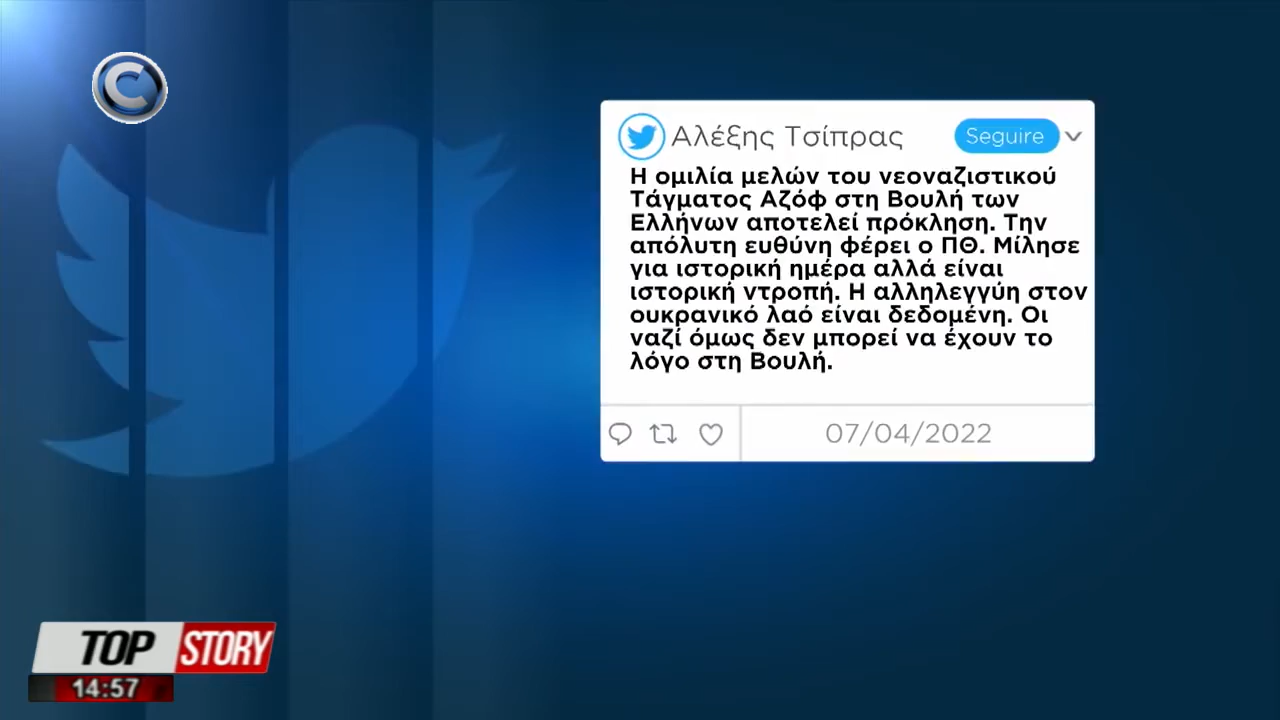 C
Αλέξης Τσίπρας
Seguire
Η ομιλία μελών του νεοναζιστικού
Τάγματος Αζόφ στη Βουλή των
Ελλήνων αποτελεί πρόκληση. Την
απόλυτη ευθύνη φέρει ο ΠΘ. Μίλησε
για ιστορική ημέρα αλλά είναι
ιστορική ντροπή. Η αλληλεγγύη στον
ουκρανικό λαό είναι δεδομένη. Οι
ναζί όμως δεν μπορεί να έχουν το
λόγο στη Βουλή.
07/04/2022
TOP STORY
14:57